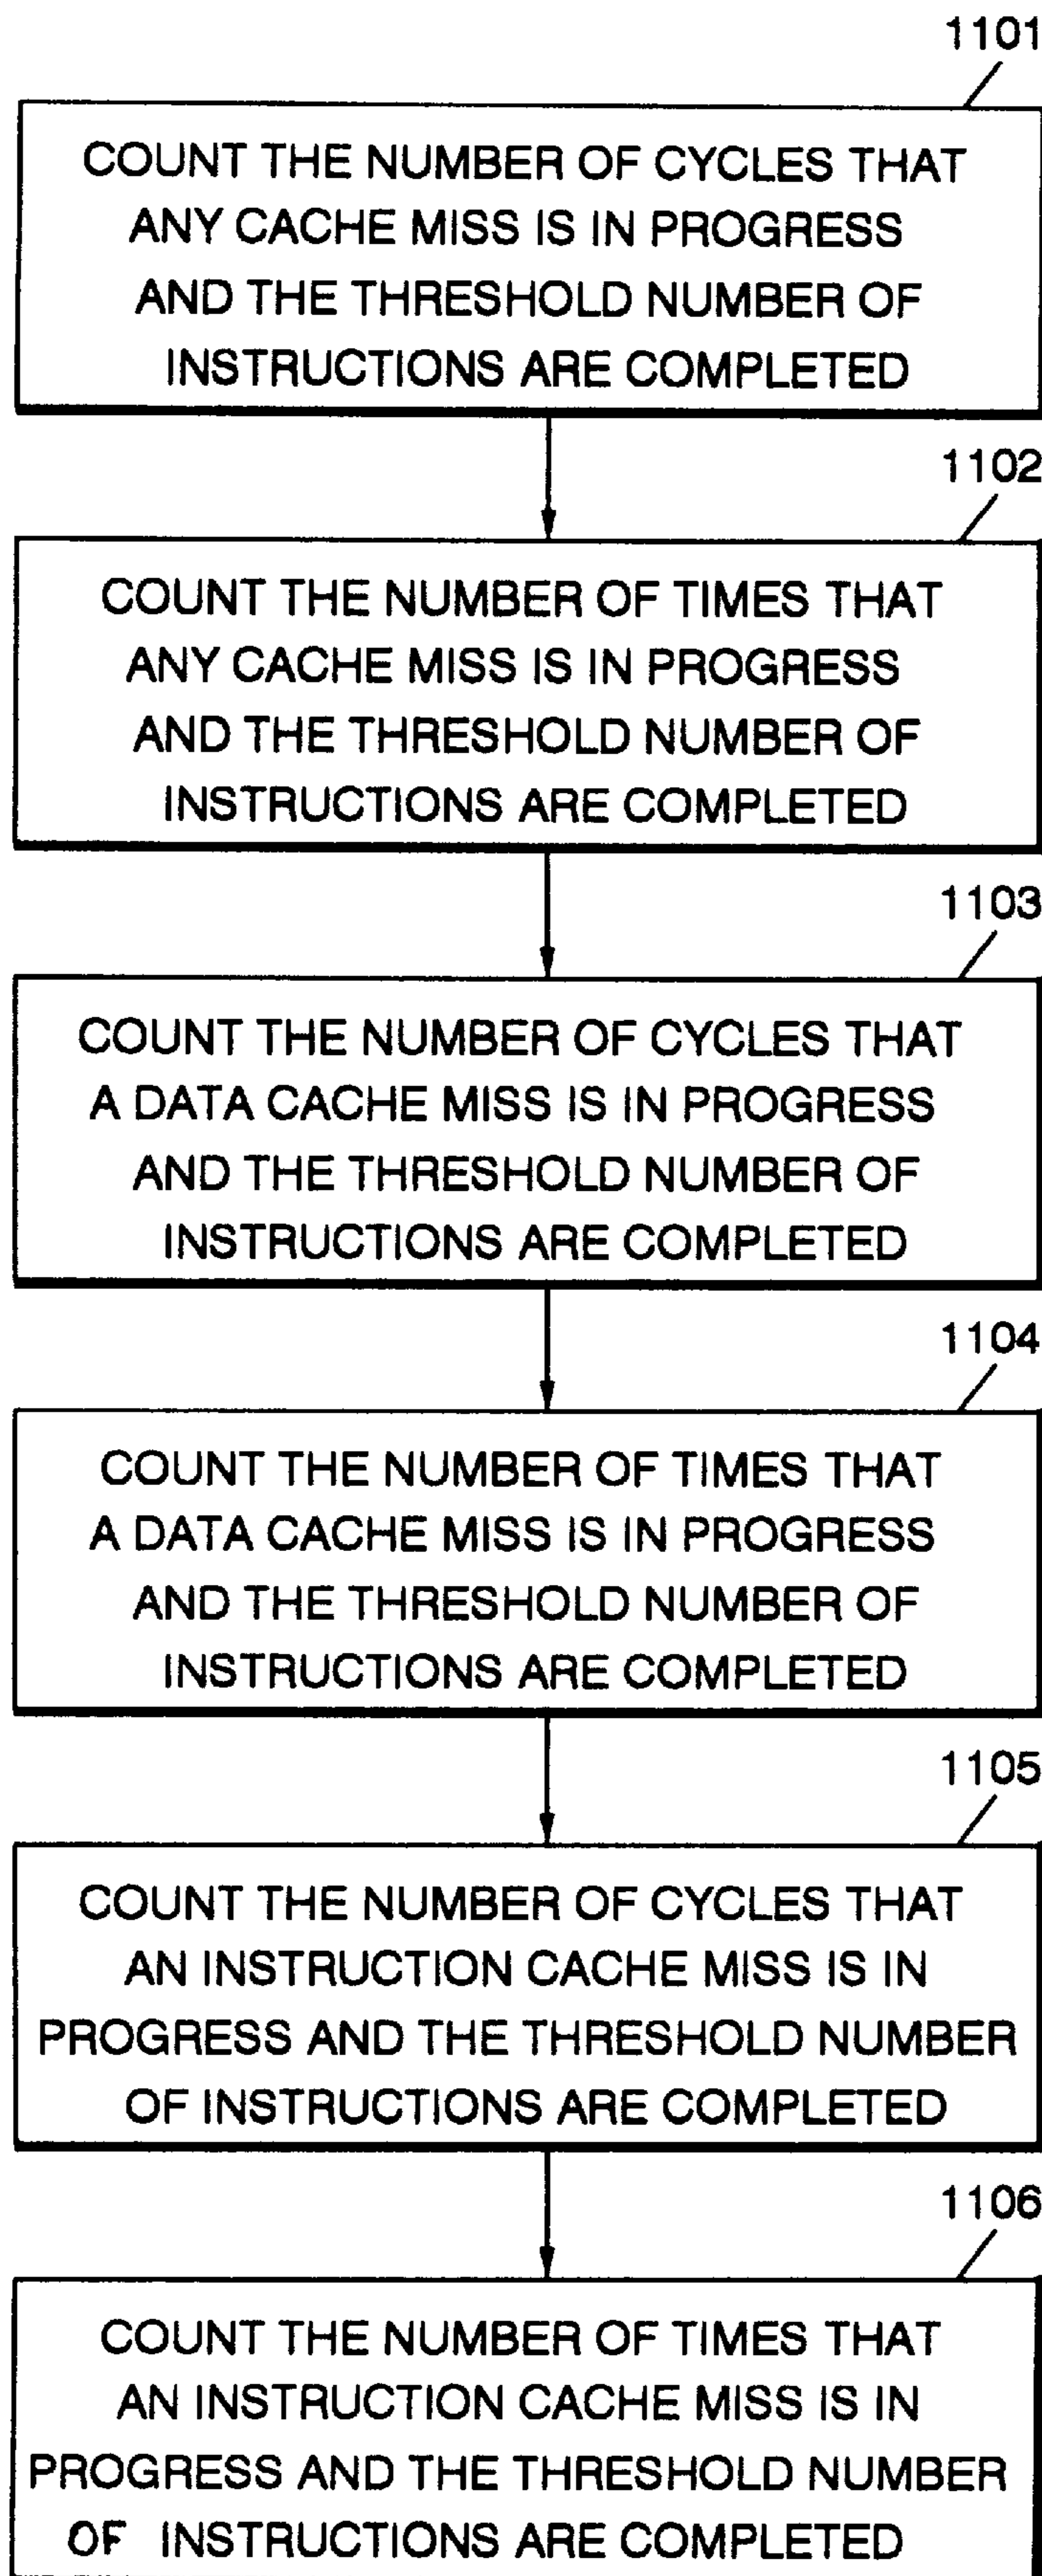 1101
COUNT THE NUMBER OF CYCLES THAT
ANY CACHE MISS IS IN PROGRESS
AND THE THRESHOLD NUMBER OF
INSTRUCTIONS ARE COMPLETED
1102
COUNT THE NUMBER OF TIMES THAT
ANY CACHE MISS IS IN PROGRESS
AND THE THRESHOLD NUMBER OF
INSTRUCTIONS ARE COMPLETED
1103
COUNT THE NUMBER OF CYCLES THAT
A DATA CACHE MISS IS IN PROGRESS
AND THE THRESHOLD NUMBER OF
INSTRUCTIONS ARE COMPLETED
1104
COUNT THE NUMBER OF TIMES THAT
A DATA CACHE MISS IS IN PROGRESS
AND THE THRESHOLD NUMBER OF
INSTRUCTIONS ARE COMPLETED
1105
COUNT THE NUMBER OF CYCLES THAT
AN INSTRUCTION CACHE MISS IS IN
PROGRESS AND THE THRESHOLD NUMBER
OF INSTRUCTIONS ARE COMPLETED
1106
COUNT THE NUMBER OF TIMES THAT
AN INSTRUCTION CACHE MISS IS IN
PROGRESS AND THE THRESHOLD NUMBER
OF INSTRUCTIONS ARE COMPLETED